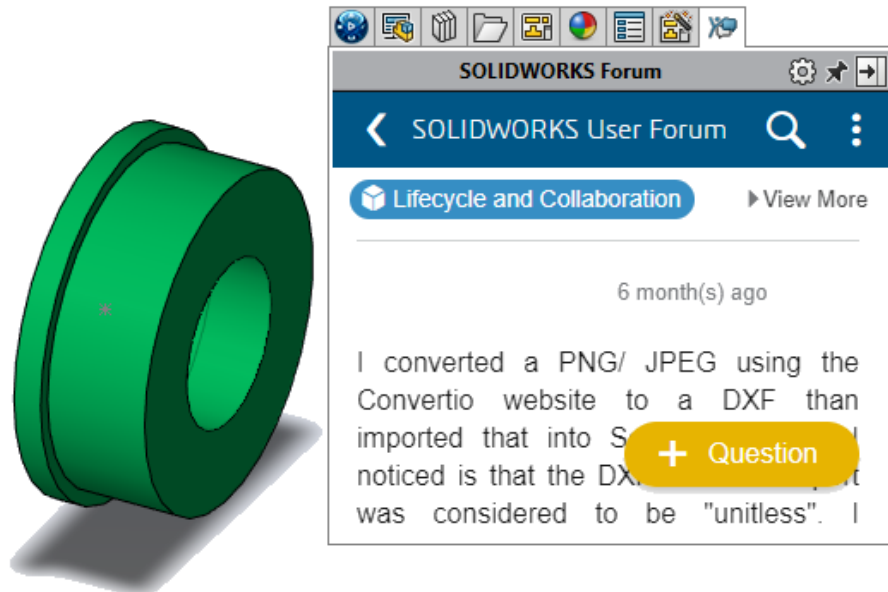 SOLIDWORKS Forum
SOLIDWORKS User Forum
Lifecycle and Collaboration
View More
6 month(s) ago
I converted a PNG/ JPEG using the
Convertio website to a DXF than
imported that into
Question
noticed is that the
was considered to be "unitless". I